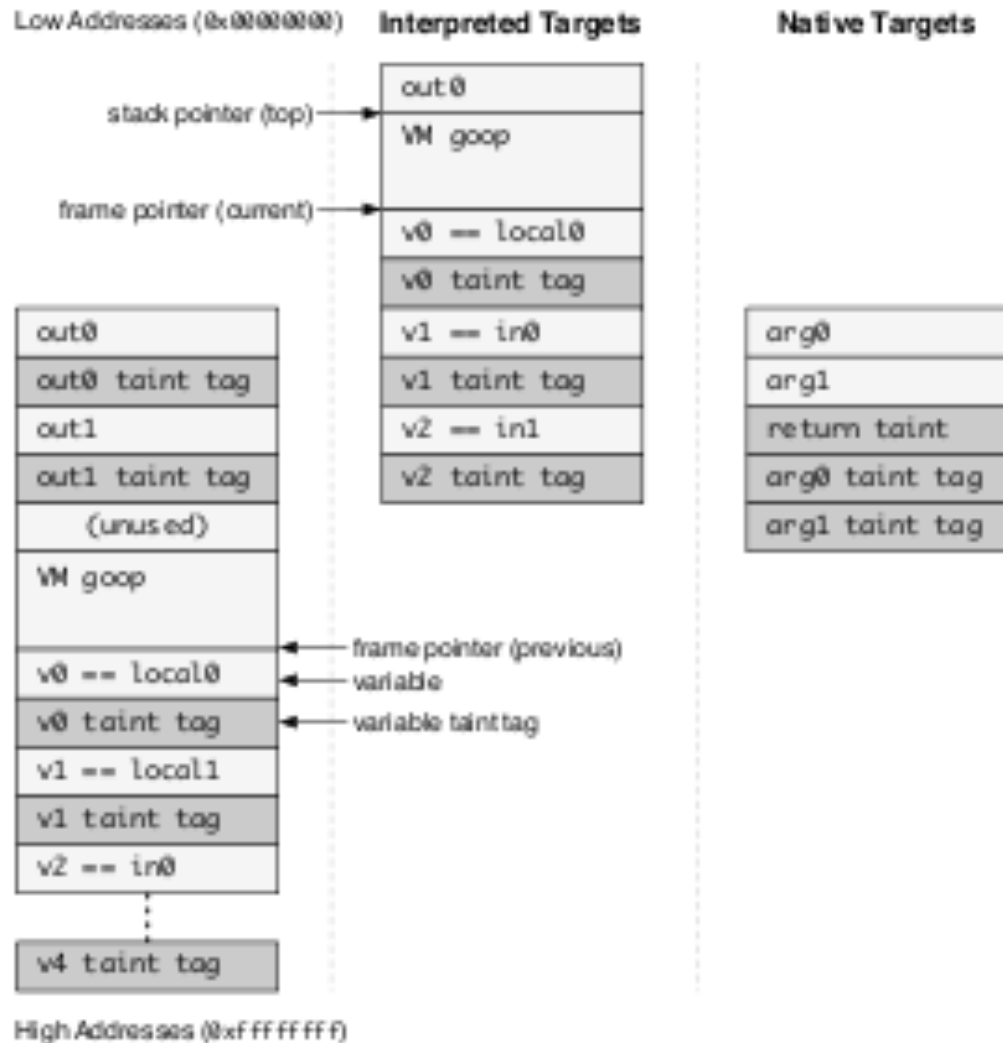 Low Addresses (0x00000000)
Interpreted Targets
Native Targets
stack pointer (top)
frame pointer (current)
out0
VM goop
v0 == local0
v0 taint tag
v1 == in0
v1 taint tag
v2 == in1
v2 taint tag
out0
out0 taint tag
out1
out1 taint tag
(unused)
VM goop
v0 == local0
v0 taint tag
v1 == local1
v1 taint tag
v2 == in0
v4 taint tag
frame pointer (previous)
variable
variable taint tag
arg0
arg1
return taint
arg0 taint tag
arg1 taint tag
High Addresses (0xffffffff)